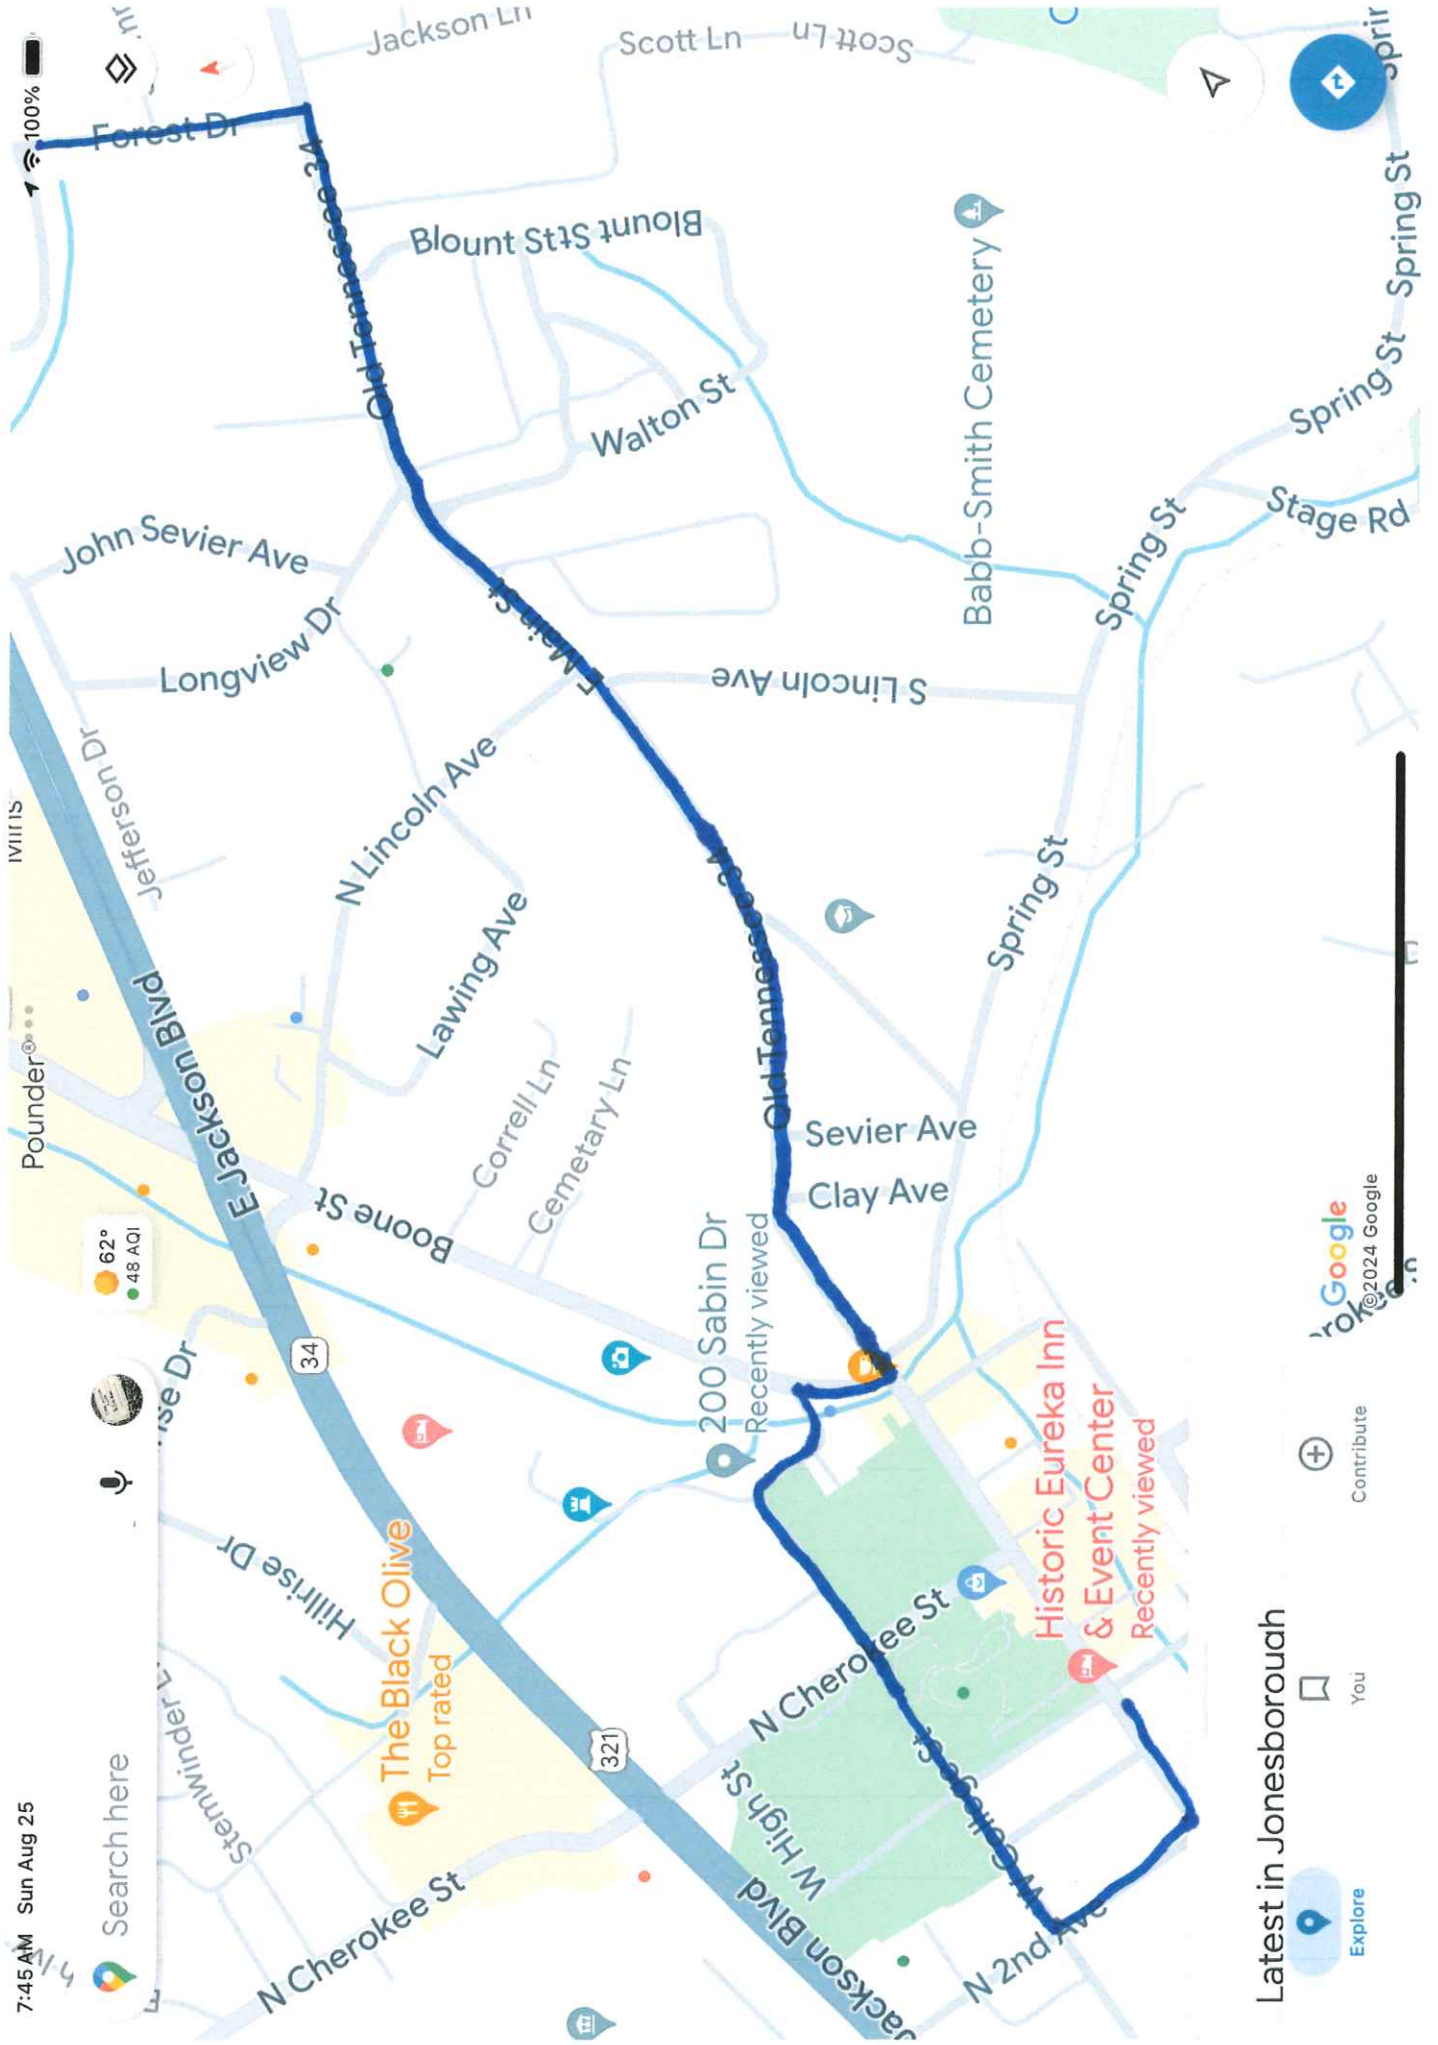 7:45 AM Sun Aug 25
100%
Search here
62°
48 AQI
Pounder®...
Forest Dr
Jackson Ln
Scott Ln
Scott Ln
Old Tennessee 34
Blount St
Blount St
Walton St
John Sevier Ave
Longview Dr
Jefferson Dr
E Main St
N Lincoln Ave
S Lincoln Ave
Lawing Ave
Babb-Smith Cemetery
Spring St
Spring St
Spring St
Spring St
Spring St
Stage Rd
E Jackson Blvd
Old Tennessee 34
Correll Ln
Cemetary Ln
Boone St
Sevier Ave
Clay Ave
34
200 Sabin Dr
Recently viewed
Hillrise Dr
The Black Olive
Top rated
Stemwinder L
321
N Cherokee St
N Cherokee St
W High St
Jackson Blvd
W College St
N 2nd Ave
Historic Eureka Inn
& Event Center
Recently viewed
Google
©2024 Google
Latest in Jonesborough
Explore
You
Contribute